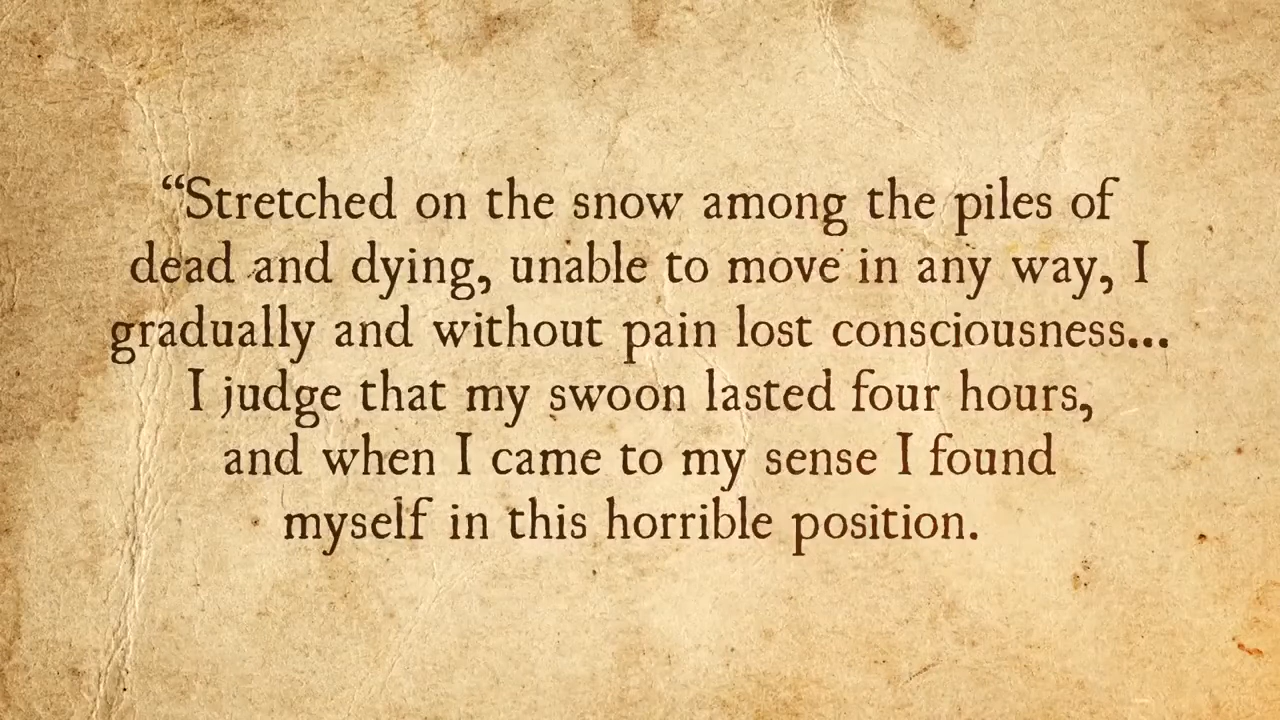 “Stretched on the snow among the piles of
dead and dying, unable to move in any way, I
gradually and without pain lost consciousness...
I judge that my swoon lasted four hours,
and when I came to my sense I found
myself in this horrible position.